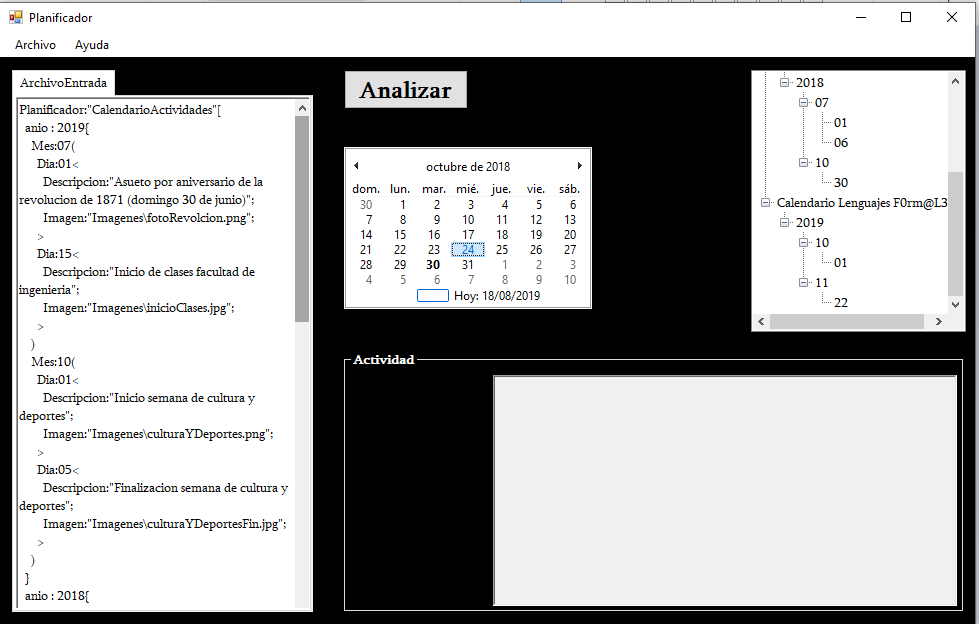 Planificador
Archivo Ayuda
ArchivoEntrada
Planificador:"CalendarioActividades"[
anio : 2019{
Mes:07(
Dia:01<
Descripcion:"Asueto por aniversario de la
revolucion de 1871 (domingo 30 de junio)";
Imagen:"Imagenes\fotoRevolcion.png";
>
Dia:15<
Descripcion:"Inicio de clases facultad de
ingenieria";
Imagen:"Imagenes\inicioClases.jpg";
>
)
Mes:10(
Dia:01<
Descripcion:"Inicio semana de cultura y
deportes";
Imagen:"Imagenes\culturaYDeportes.png";
>
Dia:05<
Descripcion:"Finalizacion semana de cultura y
deportes";
Imagen:"Imagenes\culturaYDeportesFin.jpg";
>
)
}
anio : 2018{
Analizar
octubre de 2018
dom. lun. mar. mié. jue. vie. sáb.
30 1 2 3 4 5 6
7 8 9 10 11 12 13
14 15 16 17 18 19 20
21 22 23 24 25 26 27
28 29 30 31 1 2 3
4 5 6 7 8 9 10
Hoy: 18/08/2019
2018
07
01
06
10
30
Calendario Lenguajes F0rm@L3
2019
10
01
11
22
Actividad